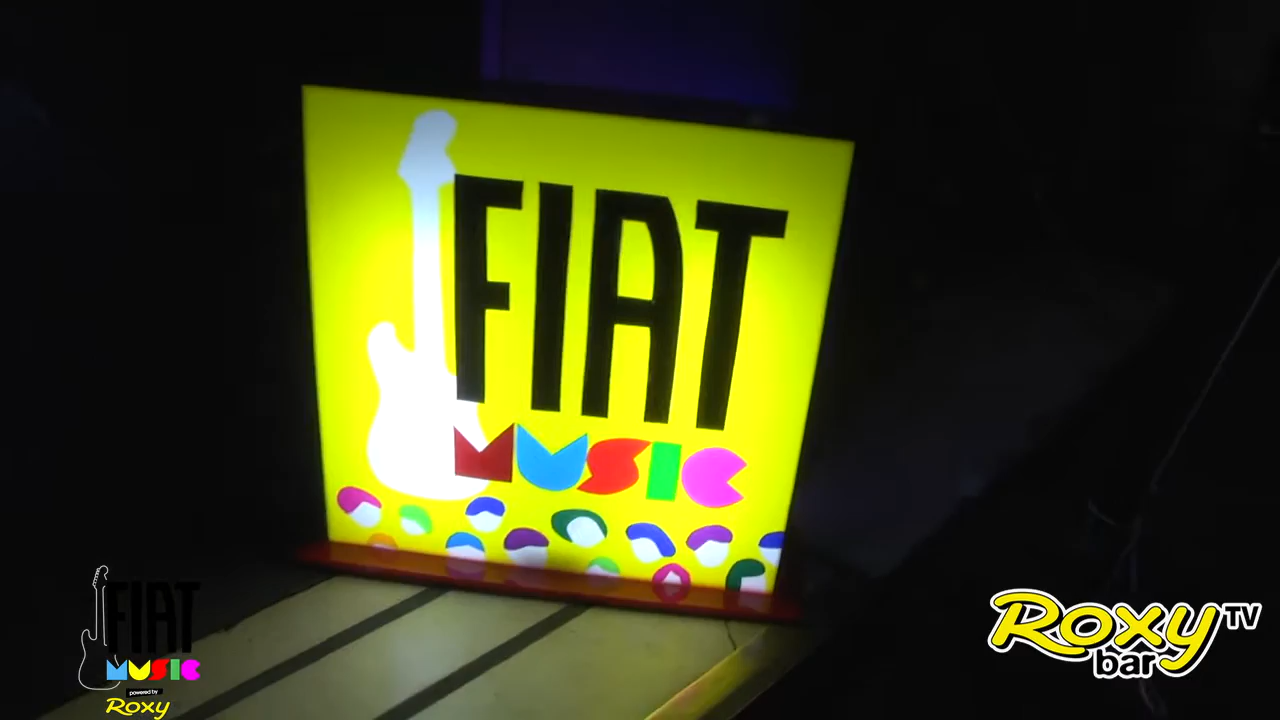 FIAT
MUSIC
FIAT
MUSIC
powered by
Roxy
Roxy TV
bar